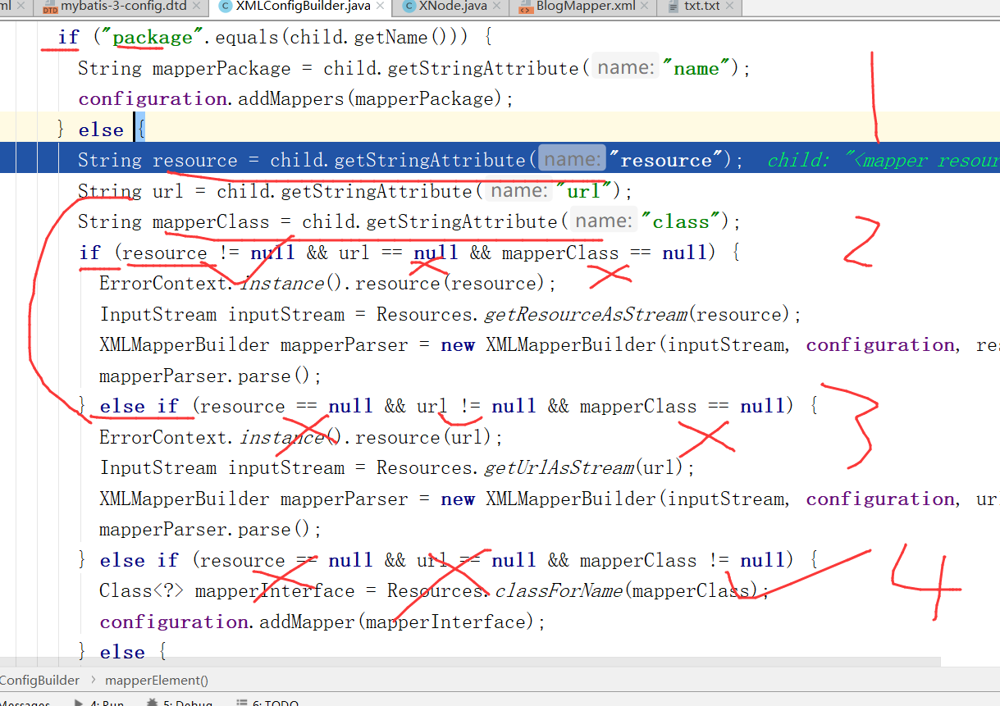 ml mybatis-3-config.dtd XMLConfigBuilder.java XNode.java BlogMapper.xml txt.txt
if ("package".equals(child.getName())) {
String mapperPackage = child.getStringAttribute( name: "name");
configuration.addMappers(mapperPackage);
} else {
1
String resource = child.getStringAttribute( name: "resource"); child: "<mapper resour
String url = child.getStringAttribute( name: "url");
String mapperClass = child.getStringAttribute( name: "class");
if (resource != null && url == null && mapperClass == null) {
2
ErrorContext.instance().resource(resource);
InputStream inputStream = Resources.getResourceAsStream(resource);
XMLMapperBuilder mapperParser = new XMLMapperBuilder(inputStream, configuration, res
mapperParser.parse();
} else if (resource == null && url != null && mapperClass == null) {
3
ErrorContext.instance().resource(url);
InputStream inputStream = Resources.getUrlAsStream(url);
XMLMapperBuilder mapperParser = new XMLMapperBuilder(inputStream, configuration, url
mapperParser.parse();
} else if (resource == null && url == null && mapperClass != null) {
4
Class<?> mapperInterface = Resources.classForName(mapperClass);
configuration.addMapper(mapperInterface);
} else {
ConfigBuilder › mapperElement()
Messages 4: Run 5: Debug 6: TODO